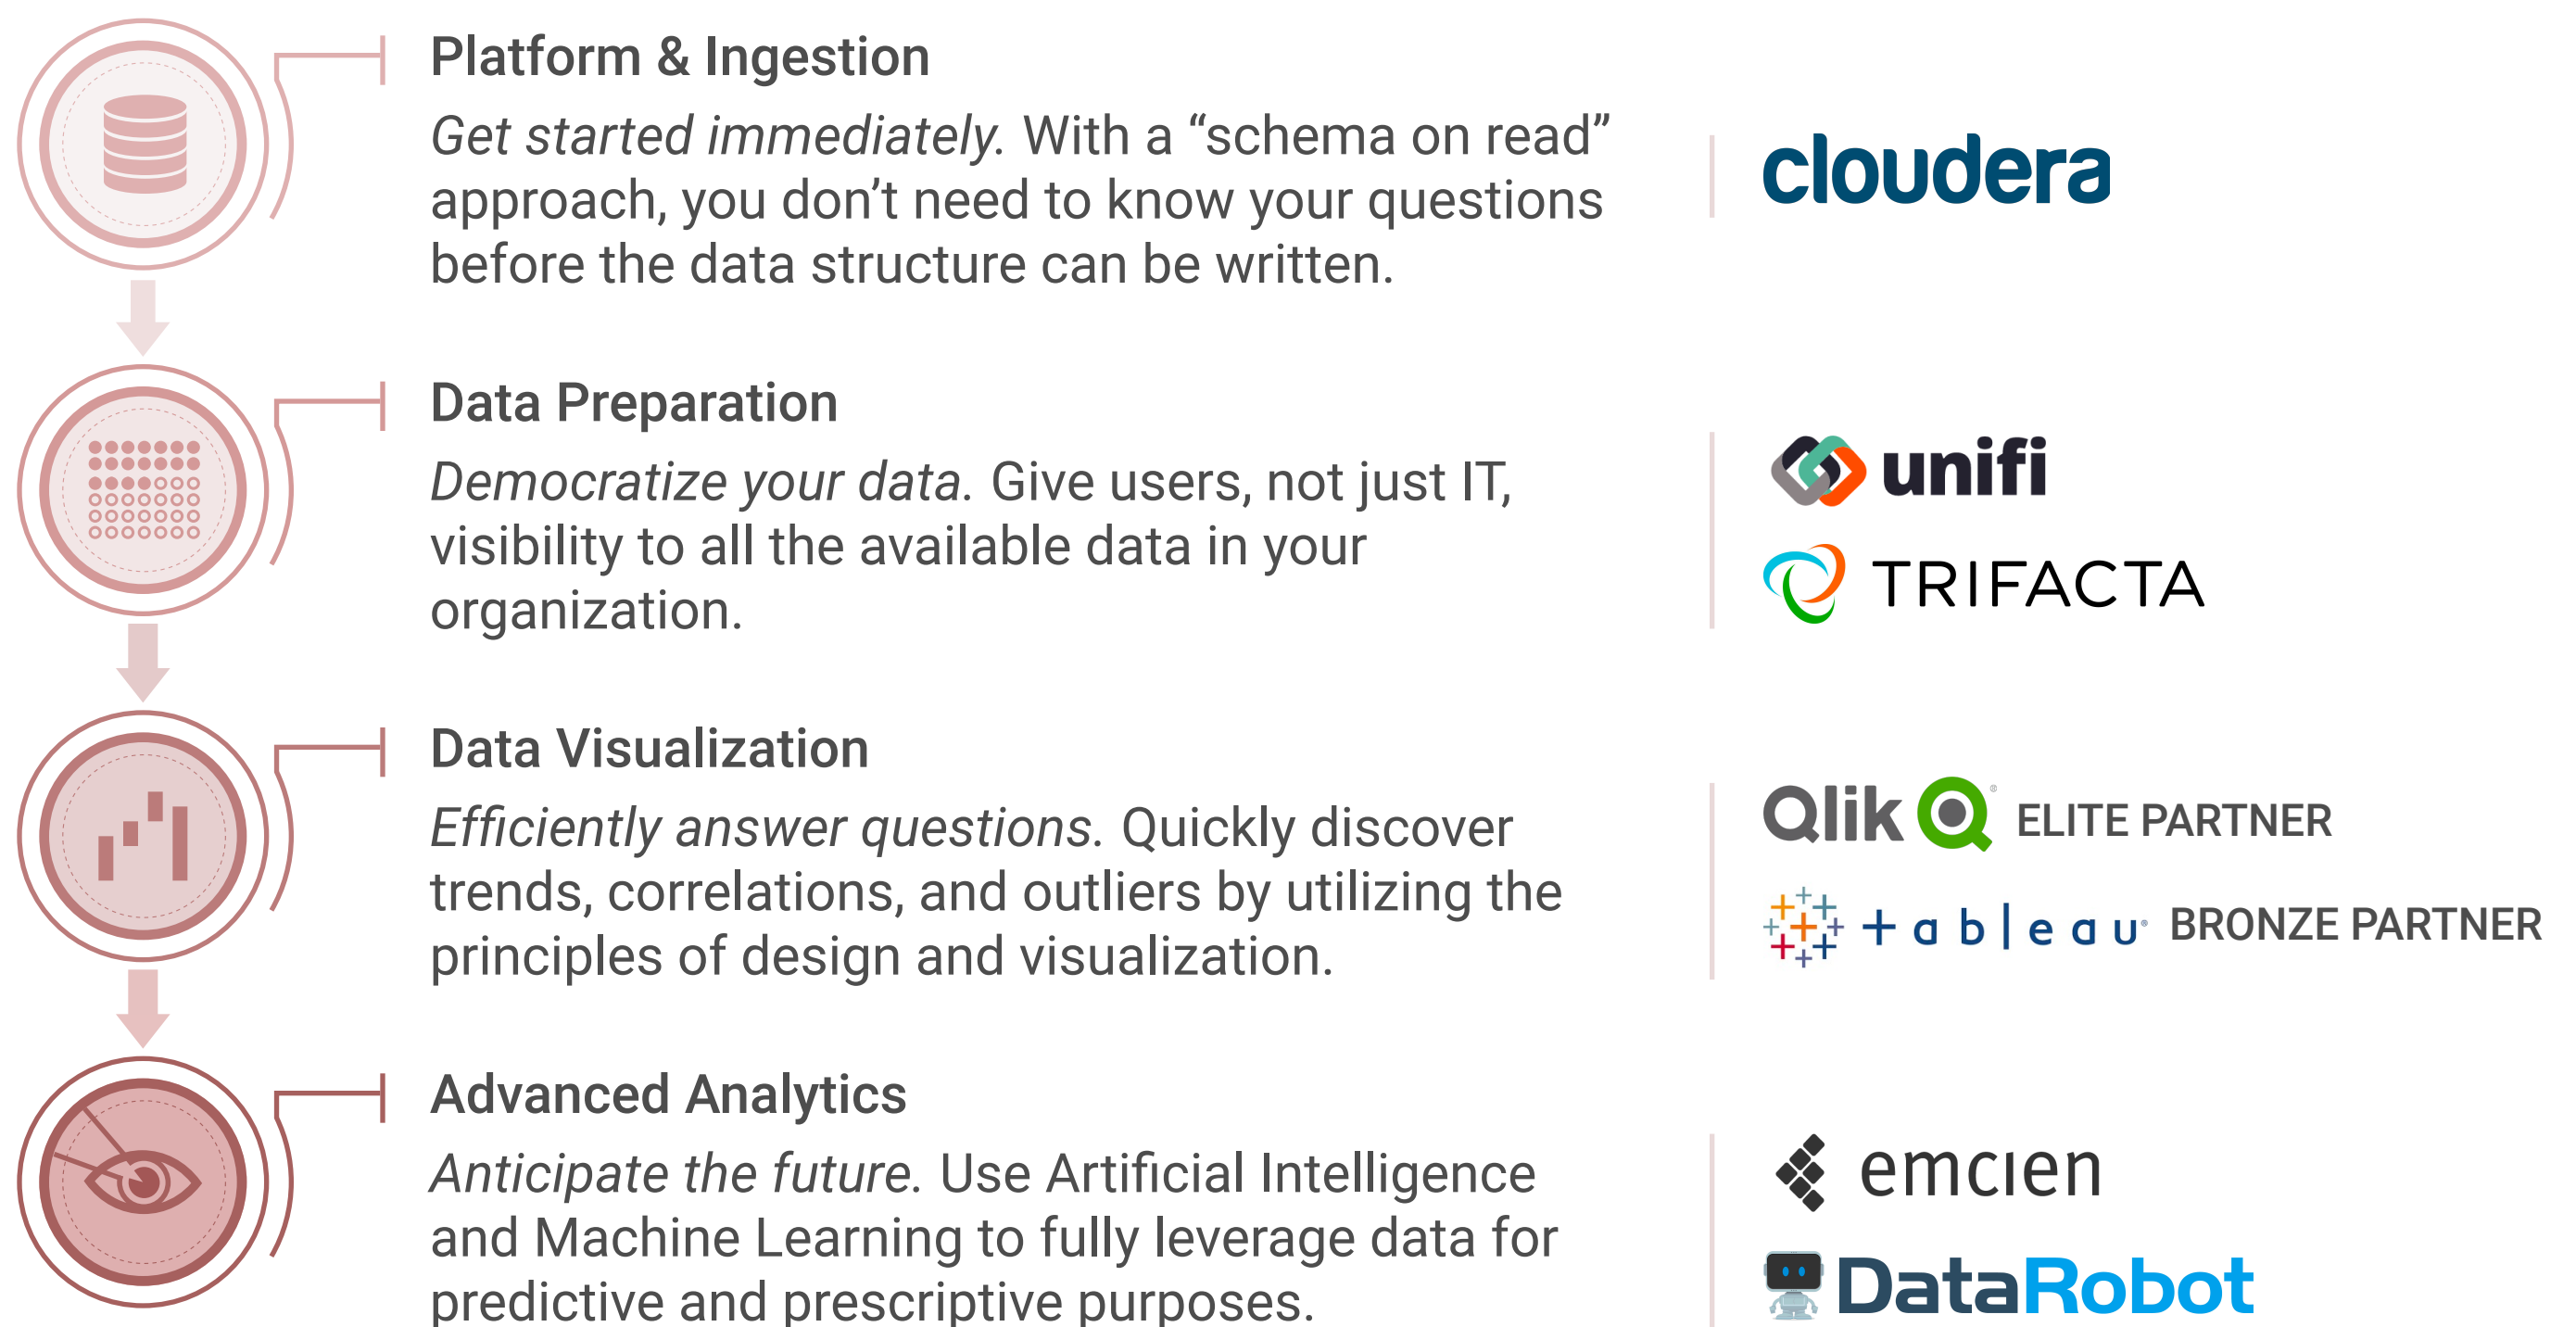 Platform & Ingestion
Get started immediately. With a “schema on read”
approach, you don’t need to know your questions
before the data structure can be written.
cloudera
Data Preparation
Democratize your data. Give users, not just IT,
visibility to all the available data in your
organization.
unifi
TRIFACTA
Data Visualization
Efficiently answer questions. Quickly discover
trends, correlations, and outliers by utilizing the
principles of design and visualization.
Qlik ® ELITE PARTNER
+ableau® BRONZE PARTNER
Advanced Analytics
Anticipate the future. Use Artificial Intelligence
and Machine Learning to fully leverage data for
predictive and prescriptive purposes.
emcien
DataRobot